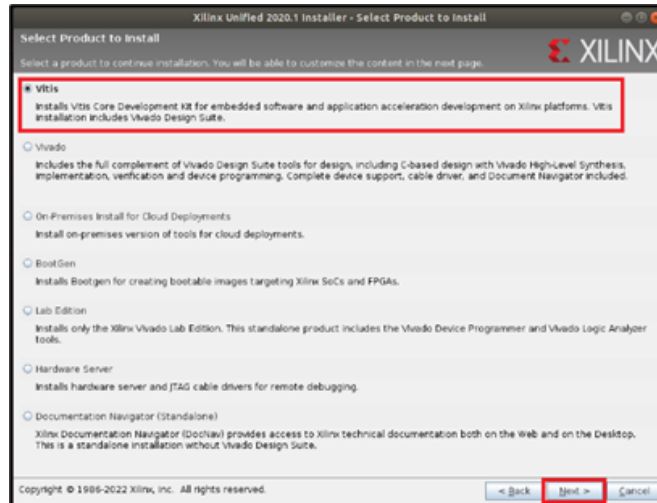 Xilinx Unified 2020.1 Installer - Select Product to Install
Select Product to Install
Select a product to continue installation. You will be able to customize the content in the next page.
XILINX
Vitis
Installs Vitis Core Development Kit for embedded software and application acceleration development on Xilinx platforms. Vitis
installation includes Vivado Design Suite.
Vivado
Includes the full complement of Vivado Design Suite tools for design, including C-based design with Vivado High-Level Synthesis,
implementation, verification and device programming. Complete device support, cable driver, and Document Navigator included.
On-Premises Install for Cloud Deployments
Install on-premises version of tools for cloud deployments.
BootGen
Installs Bootgen for creating bootable images targeting Xilinx SoCs and FPGAs.
Lab Edition
Installs only the Xilinx Vivado Lab Edition. This standalone product includes the Vivado Device Programmer and Vivado Logic Analyzer
tools.
Hardware Server
Installs hardware server and JTAG cable drivers for remote debugging.
Documentation Navigator (Standalone)
Xilinx Documentation Navigator (DocNav) provides access to Xilinx technical documentation both on the Web and on the Desktop.
This is a standalone installation without Vivado Design Suite.
Copyright © 1986-2022 Xilinx, Inc. All rights reserved.
< Back Next > Cancel